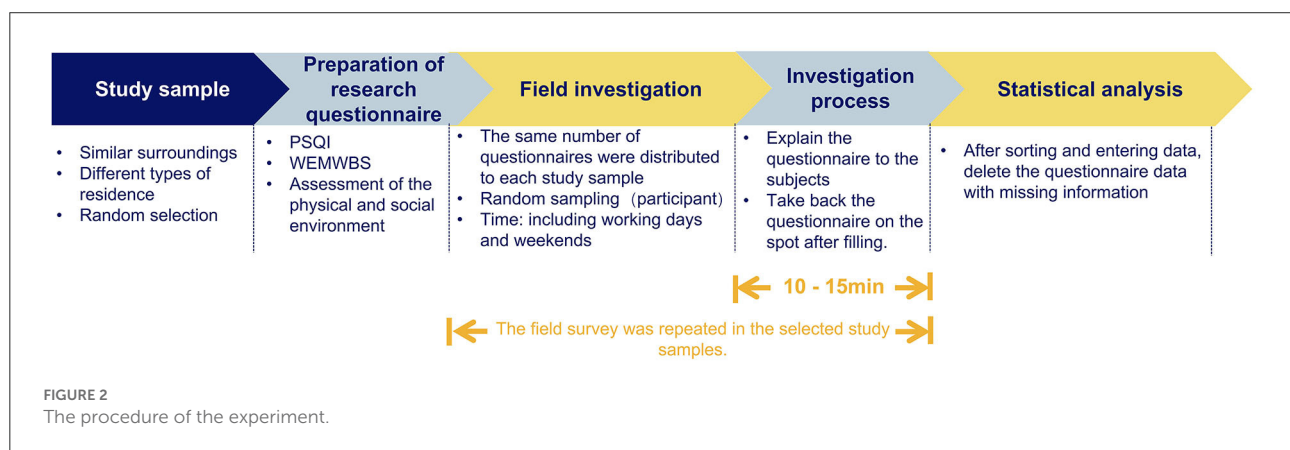 Study sample
Preparation of
research
questionnaire
Field investigation
Investigation
process
Statistical analysis
• Similar surroundings
• Different types of
residence
• Random selection
• PSQI
• WEMWBS
• Assessment of the
physical and social
environment
• The same number of
questionnaires were distributed
to each study sample
• Random sampling（participant）
• Time: including working days
and weekends
• Explain the
questionnaire to the
subjects
• Take back the
questionnaire on the
spot after filling.
• After sorting and entering data,
delete the questionnaire data
with missing information
10 - 15min
The field survey was repeated in the selected study
samples.
FIGURE 2
The procedure of the experiment.